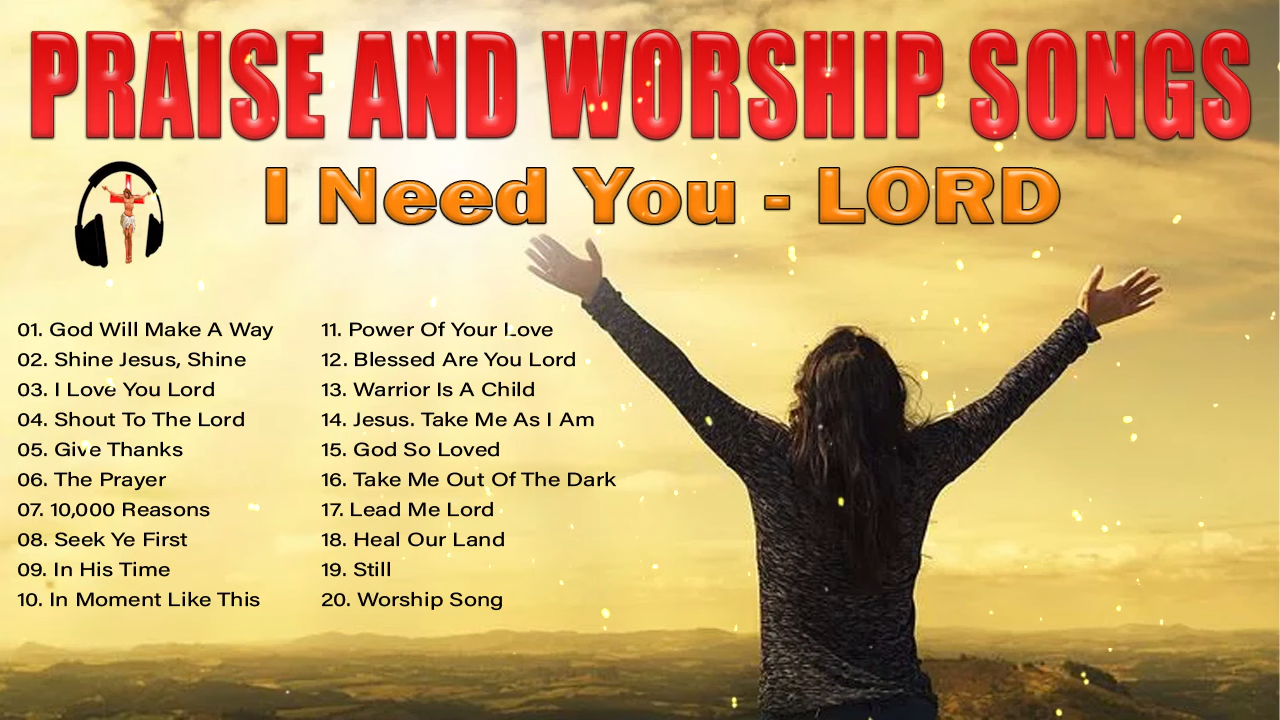 PRAISE AND WORSHIP SONGS
I Need You - LORD
01. God Will Make A Way
02. Shine Jesus, Shine
03. I Love You Lord
04. Shout To The Lord
05. Give Thanks
06. The Prayer
07. 10,000 Reasons
08. Seek Ye First
09. In His Time
10. In Moment Like This
11. Power Of Your Love
12. Blessed Are You Lord
13. Warrior Is A Child
14. Jesus. Take Me As I Am
15. God So Loved
16. Take Me Out Of The Dark
17. Lead Me Lord
18. Heal Our Land
19. Still
20. Worship Song